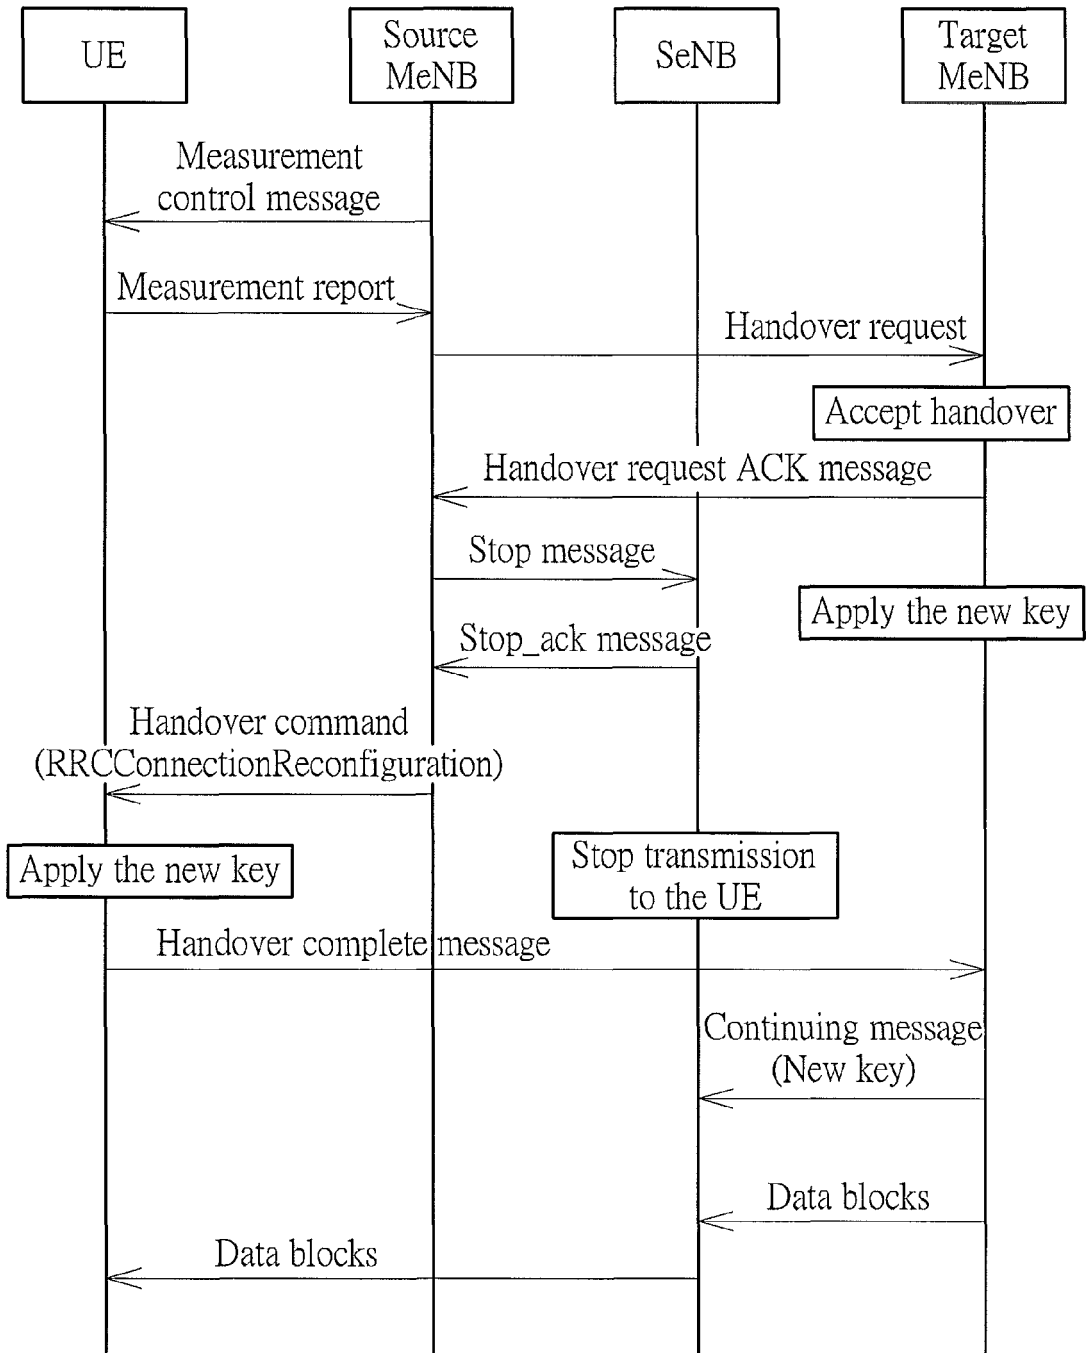 UE
Source
MeNB
SeNB
Target
MeNB
Measurement
control message
Measurement report
Handover request
Accept handover
Handover request ACK message
Stop message
Apply the new key
Stop_ack message
Handover command
(RRCConnectionReconfiguration)
Apply the new key
Stop transmission
to the UE
Handover complete message
Continuing message
(New key)
Data blocks
Data blocks